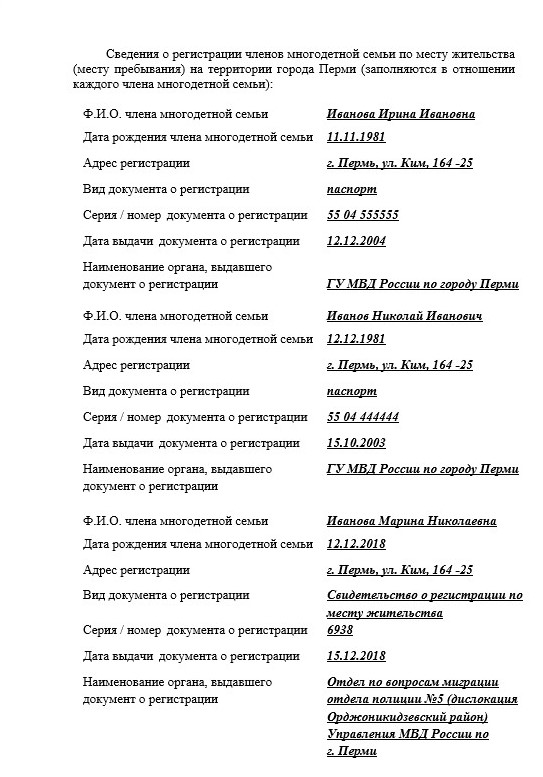 Сведения о регистрации членов многодетной семьи по месту жительства
(месту пребывания) на территории города Перми (заполняются в отношении
каждого члена многодетной семьи):
Ф.И.О. члена многодетной семьи Иванова Ирина Ивановна
Дата рождения члена многодетной семьи 11.11.1981
Адрес регистрации г. Пермь, ул. Ким, 164 -25
Вид документа о регистрации паспорт
Серия / номер документа о регистрации 55 04 555555
Дата выдачи документа о регистрации 12.12.2004
Наименование органа, выдавшего
документ о регистрации ГУ МВД России по городу Перми
Ф.И.О. члена многодетной семьи Иванов Николай Иванович
Дата рождения члена многодетной семьи 12.12.1981
Адрес регистрации г. Пермь, ул. Ким, 164 -25
Вид документа о регистрации паспорт
Серия / номер документа о регистрации 55 04 444444
Дата выдачи документа о регистрации 15.10.2003
Наименование органа, выдавшего ГУ МВД России по городу Перми
документ о регистрации
Ф.И.О. члена многодетной семьи Иванова Марина Николаевна
Дата рождения члена многодетной семьи 12.12.2018
Адрес регистрации г. Пермь, ул. Ким, 164 -25
Вид документа о регистрации Свидетельство о регистрации по
месту жительства
Серия / номер документа о регистрации 6938
Дата выдачи документа о регистрации 15.12.2018
Наименование органа, выдавшего Отдел по вопросам миграции
документ о регистрации отдела полиции №5 (дислокация
Орджоникидзевский район)
Управления МВД России по
г. Перми